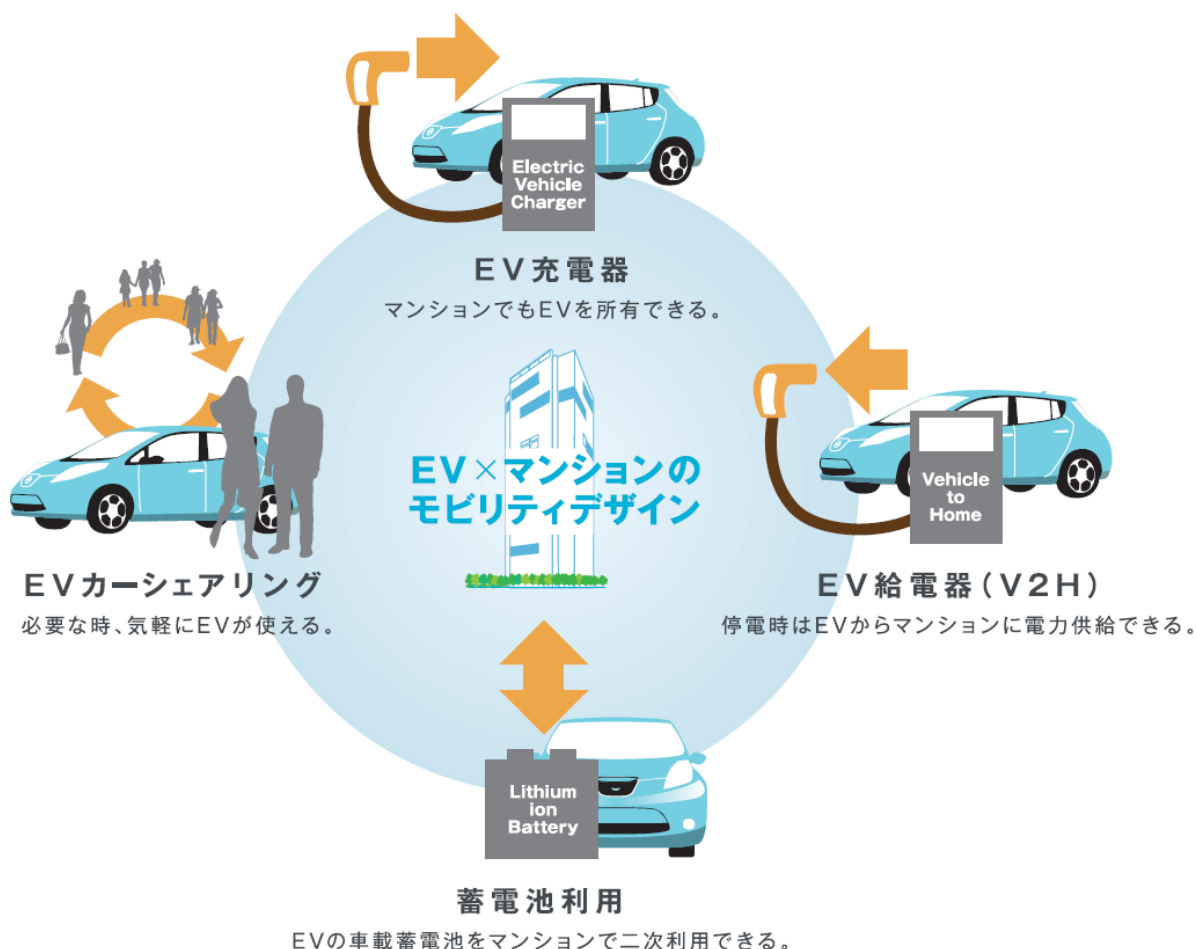 Electric
Vehicle
Charger
EV充電器
マンションでもEVを所有できる。
EV×マンションの
モビリティデザイン
Vehicle
to
Home
EVカーシェアリング
必要な時、気軽にEVが使える。
EV給電器(V2H)
停電時はEVからマンションに電力供給できる。
Lithium
ion
Battery
蓄電池利用
EVの車載蓄電池をマンションで二次利用できる。